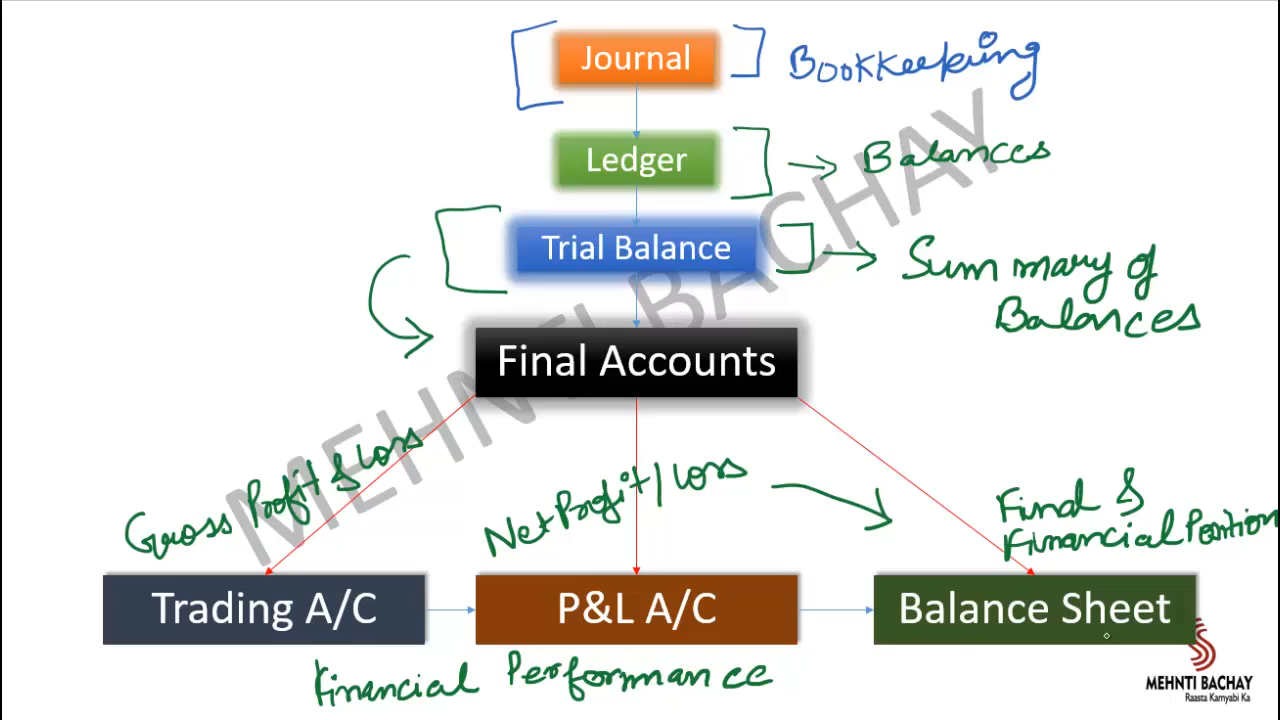 Journal
Bookkeeping
Ledger
Balances
Trial Balance
Summary of
Balances
MEHNTI BACHAY
Final Accounts
Gross Profit & Loss
Net Profit/Loss
Final &
Financial Position
Trading A/C
P&L A/C
Balance Sheet
Financial Performance
MEHNTI BACHAY
Raasta Kamyabi Ka